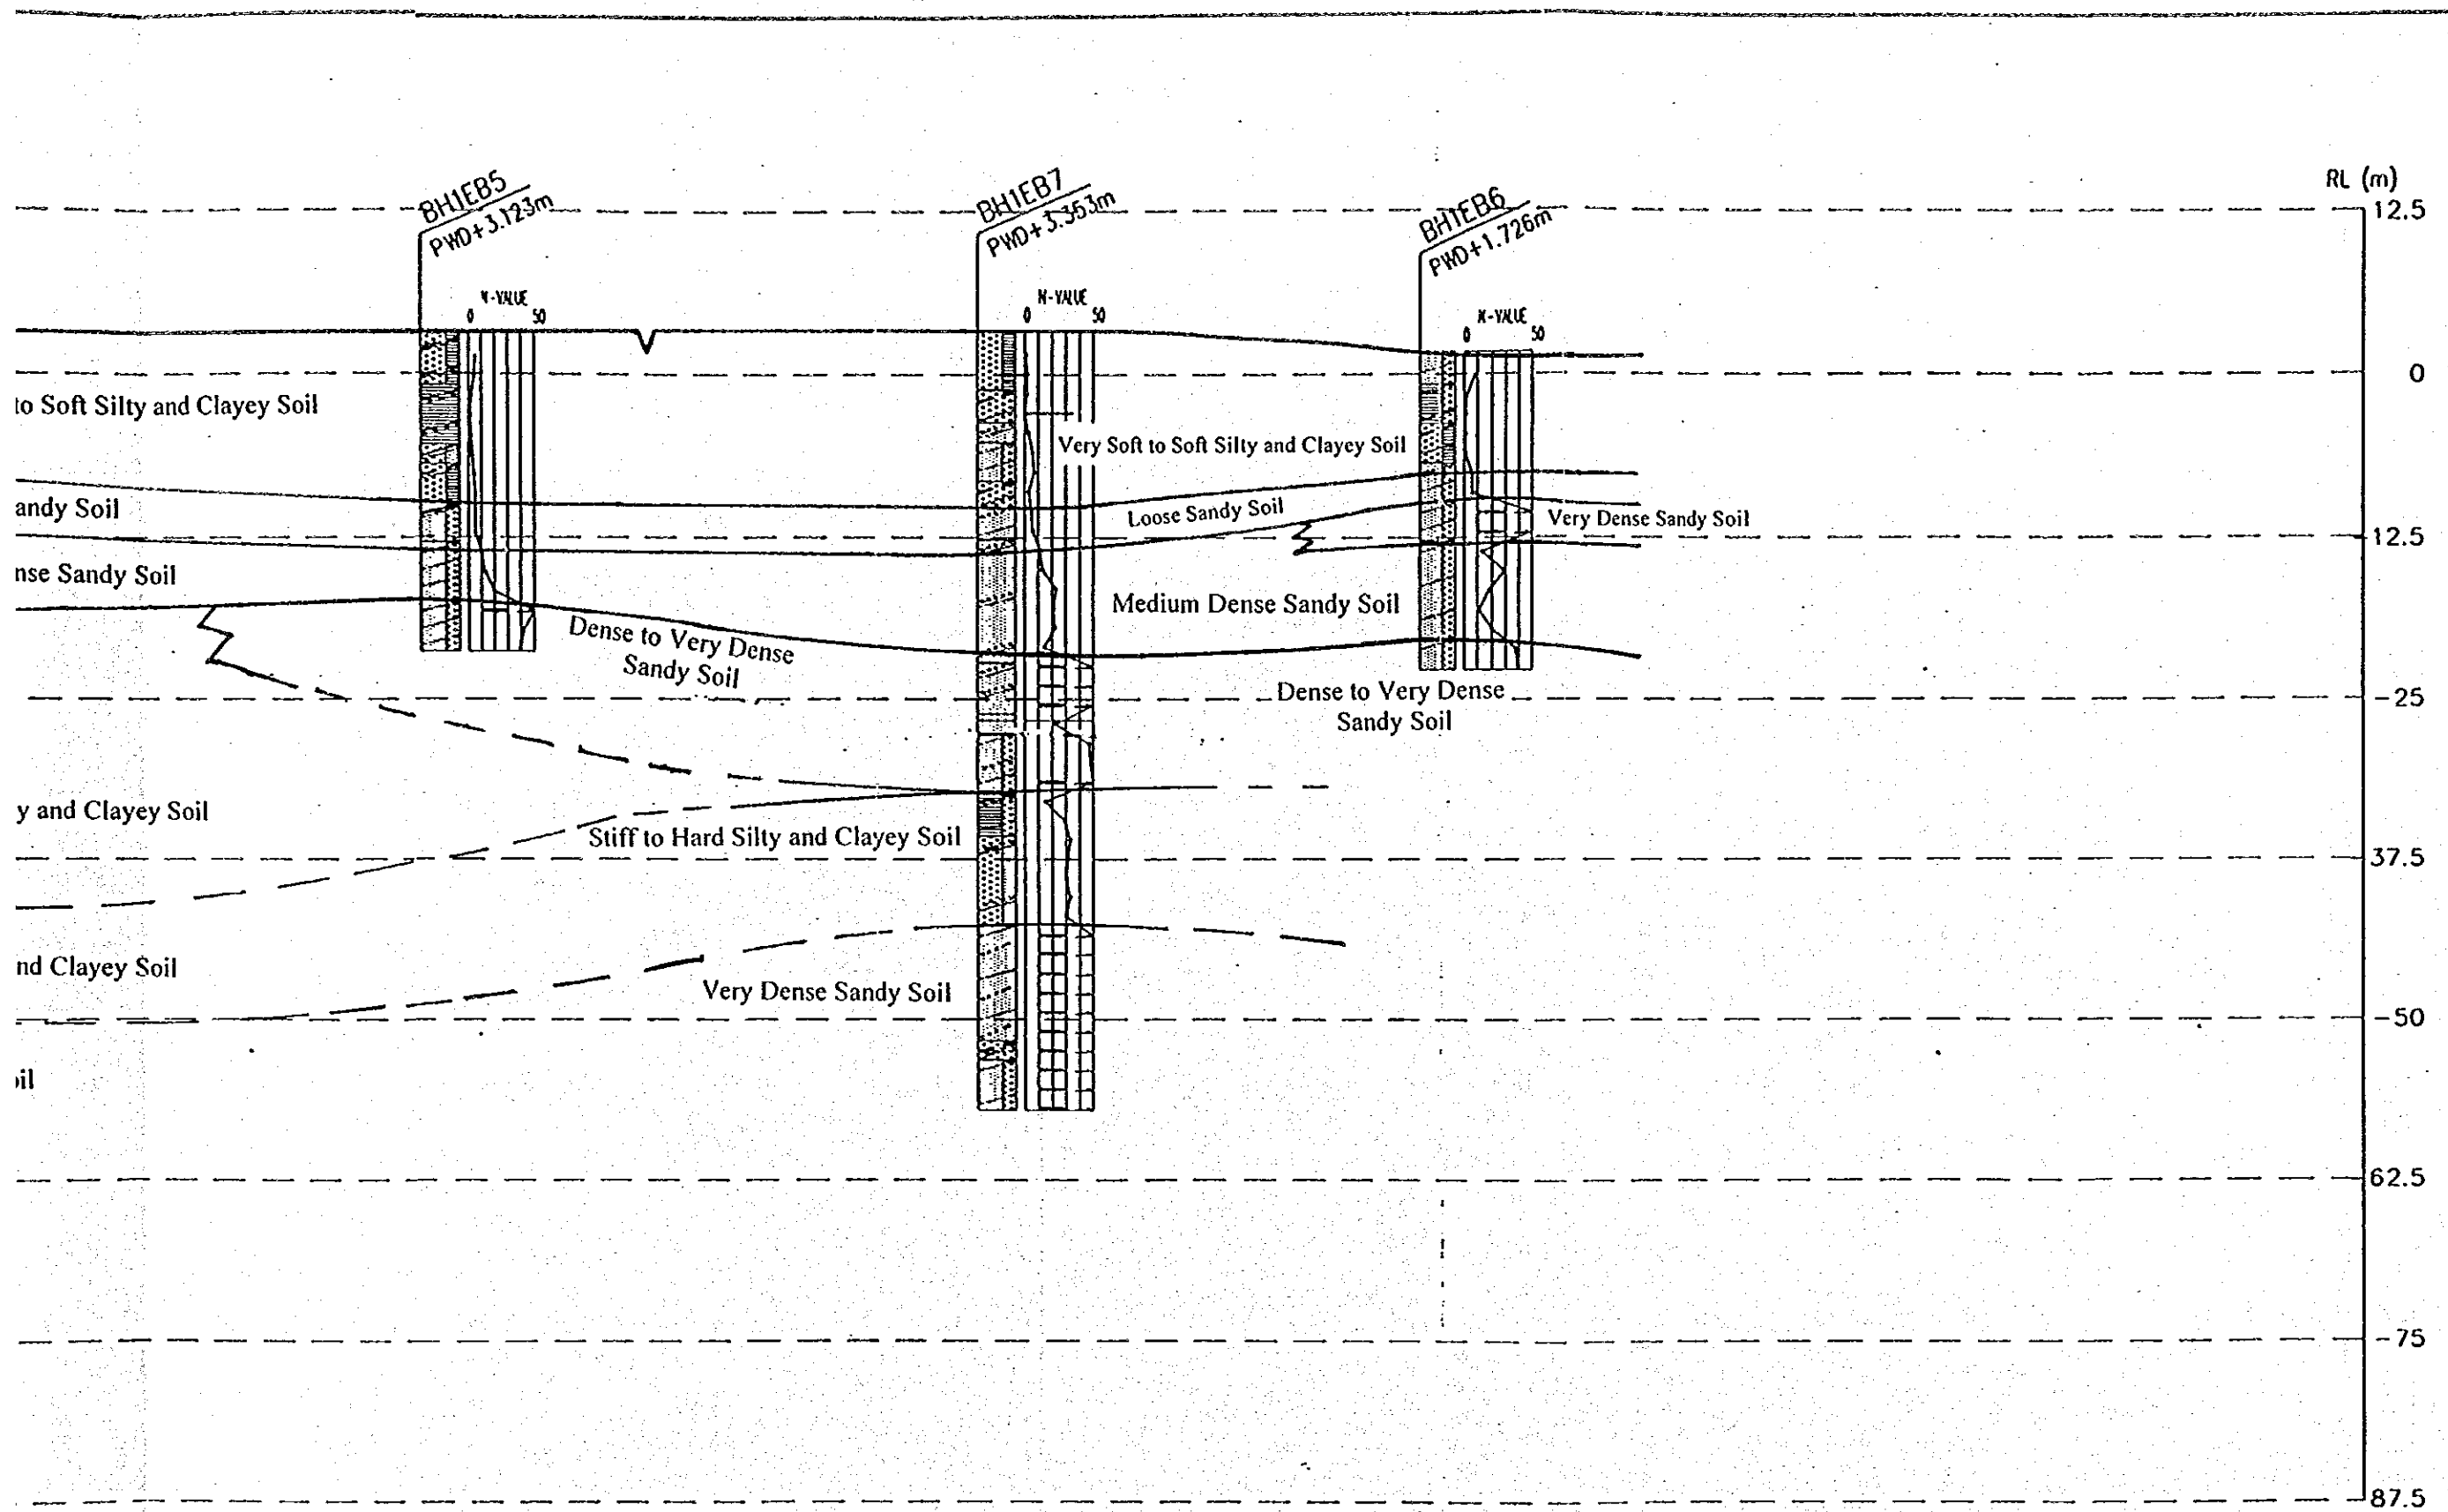 BH1EB5
PWD+3.123m
BH1EB7
PWD+3.353m
BH1EB6
PWD+1.726m
RL (m)
12.5
N-VALUE
0 50
N-VALUE
0 50
N-VALUE
0 50
0
to Soft Silty and Clayey Soil
Very Soft to Soft Silty and Clayey Soil
andy Soil
Loose Sandy Soil
Very Dense Sandy Soil
12.5
nse Sandy Soil
Medium Dense Sandy Soil
Dense to Very Dense
Sandy Soil
Dense to Very Dense
Sandy Soil
-25
y and Clayey Soil
Stiff to Hard Silty and Clayey Soil
37.5
nd Clayey Soil
Very Dense Sandy Soil
-50
il
62.5
-75
87.5